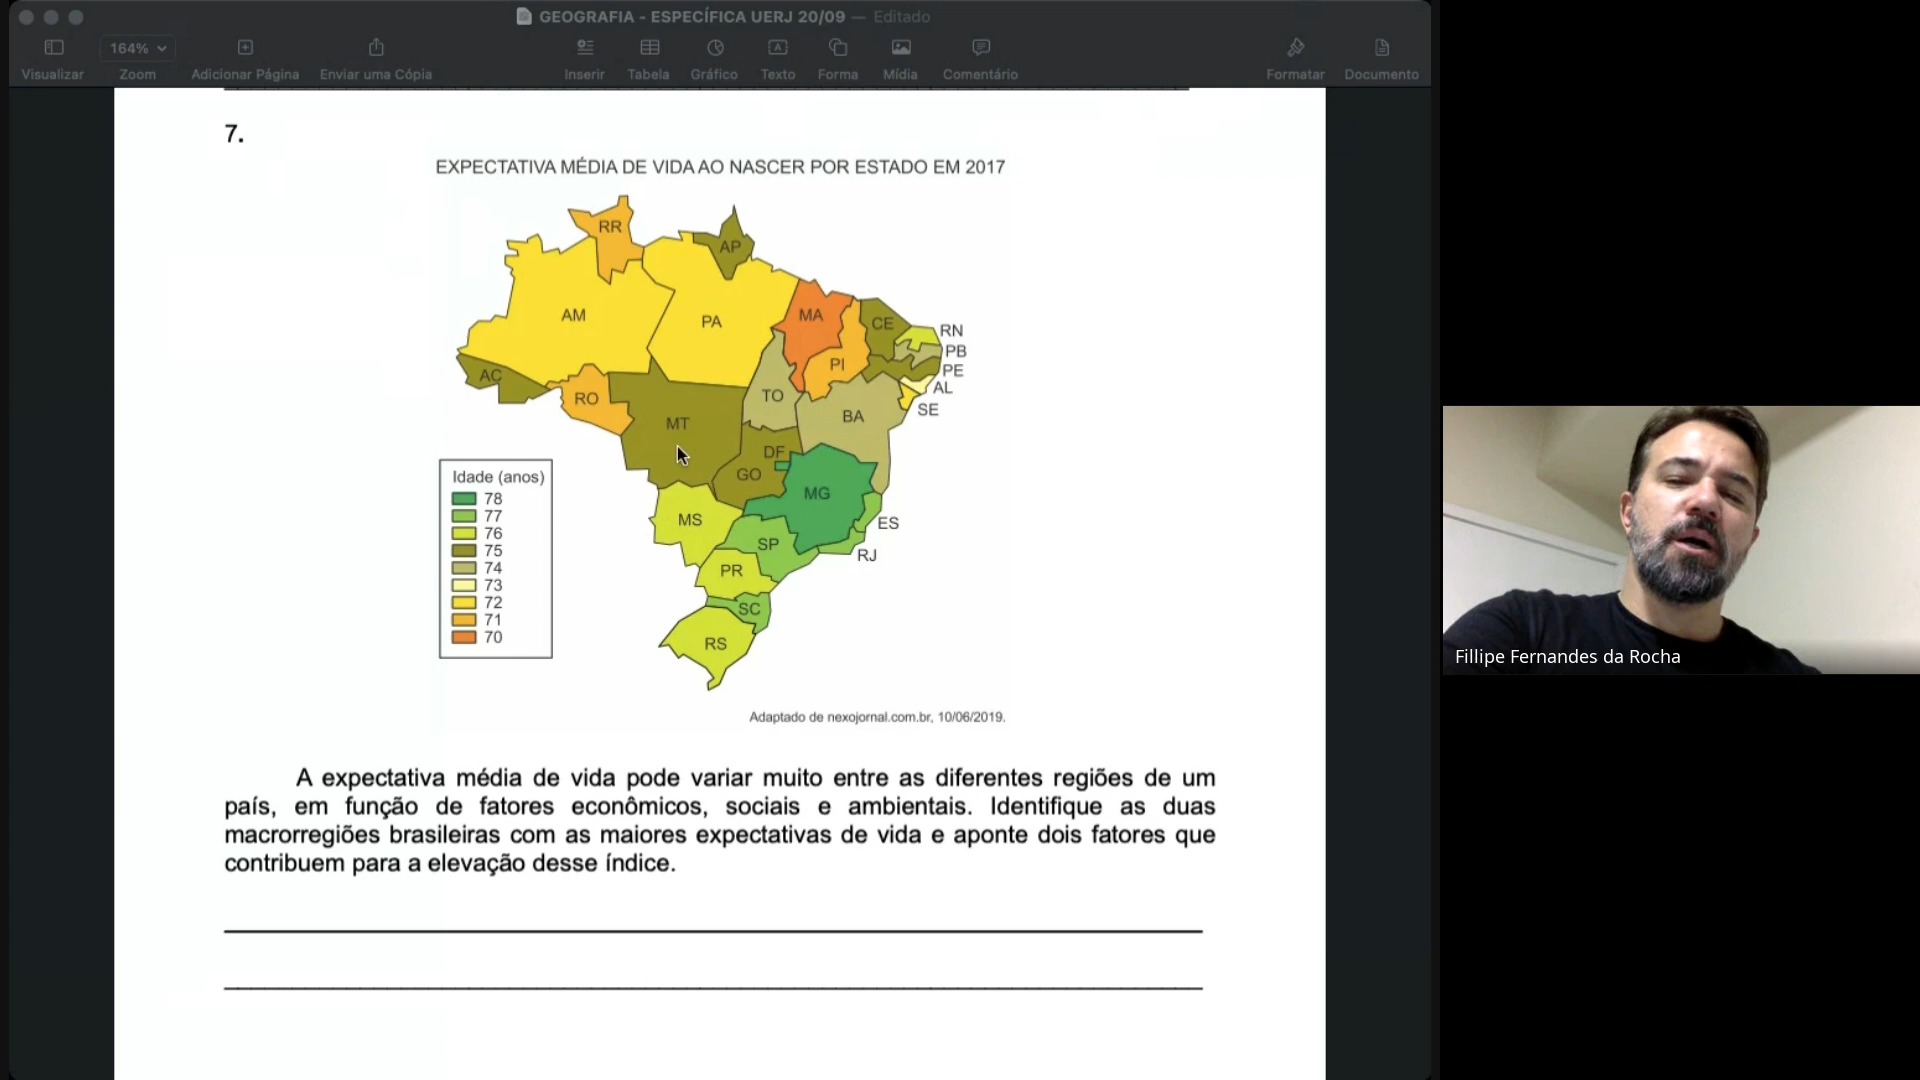 GEOGRAFIA - ESPECÍFICA UERJ 20/09 — Editado
164%
Visualizar
Zoom
Adicionar Página
Enviar uma Cópia
Inserir
Tabela
Gráfico
Texto
Forma
Mídia
Comentário
Formatar
Documento
7.
EXPECTATIVA MÉDIA DE VIDA AO NASCER POR ESTADO EM 2017
RR
AP
AM
PA
MA
CE
RN
PB
PE
AL
SE
PI
AC
RO
TO
BA
MT
DF
GO
MG
ES
MS
SP
RJ
PR
SC
RS
Idade (anos)
78
77
76
75
74
73
72
71
70
Adaptado de nexojornal.com.br, 10/06/2019.
A expectativa média de vida pode variar muito entre as diferentes regiões de um
país, em função de fatores econômicos, sociais e ambientais. Identifique as duas
macrorregiões brasileiras com as maiores expectativas de vida e aponte dois fatores que
contribuem para a elevação desse índice.
Fillipe Fernandes da Rocha